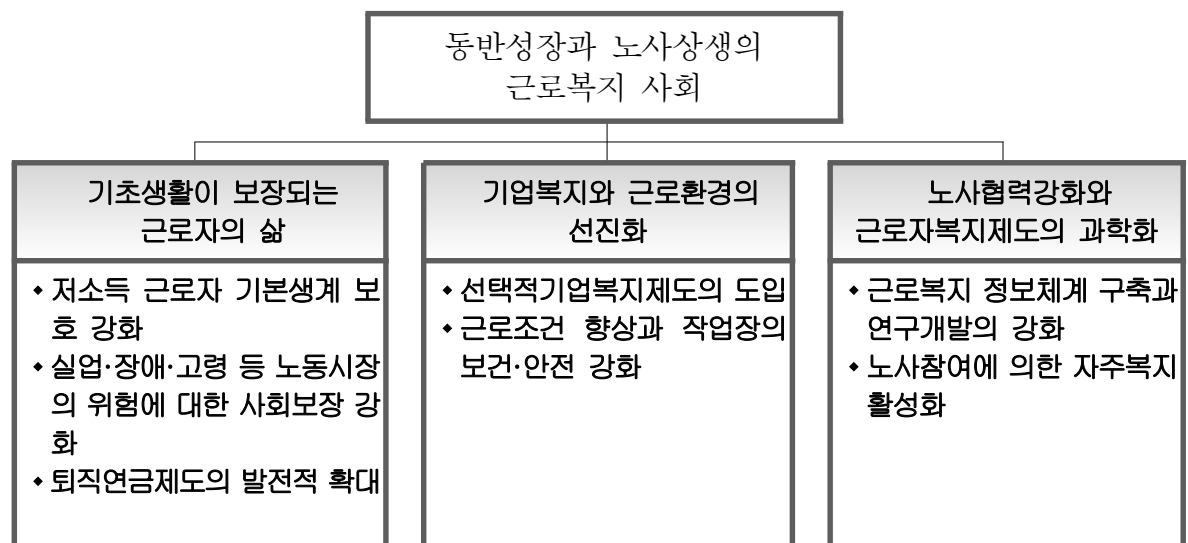 동반성장과 노사상생의
근로복지 사회
기초생활이 보장되는
근로자의 삶
◆ 저소득 근로자 기본생계 보
호 강화
◆ 실업·장애·고령 등 노동시장
의 위험에 대한 사회보장 강
화
◆ 퇴직연금제도의 발전적 확대
기업복지와 근로환경의
선진화
◆ 선택적기업복지제도의 도입
◆ 근로조건 향상과 작업장의
보건·안전 강화
노사협력강화와
근로자복지제도의 과학화
◆ 근로복지 정보체계 구축과
연구개발의 강화
◆ 노사참여에 의한 자주복지
활성화